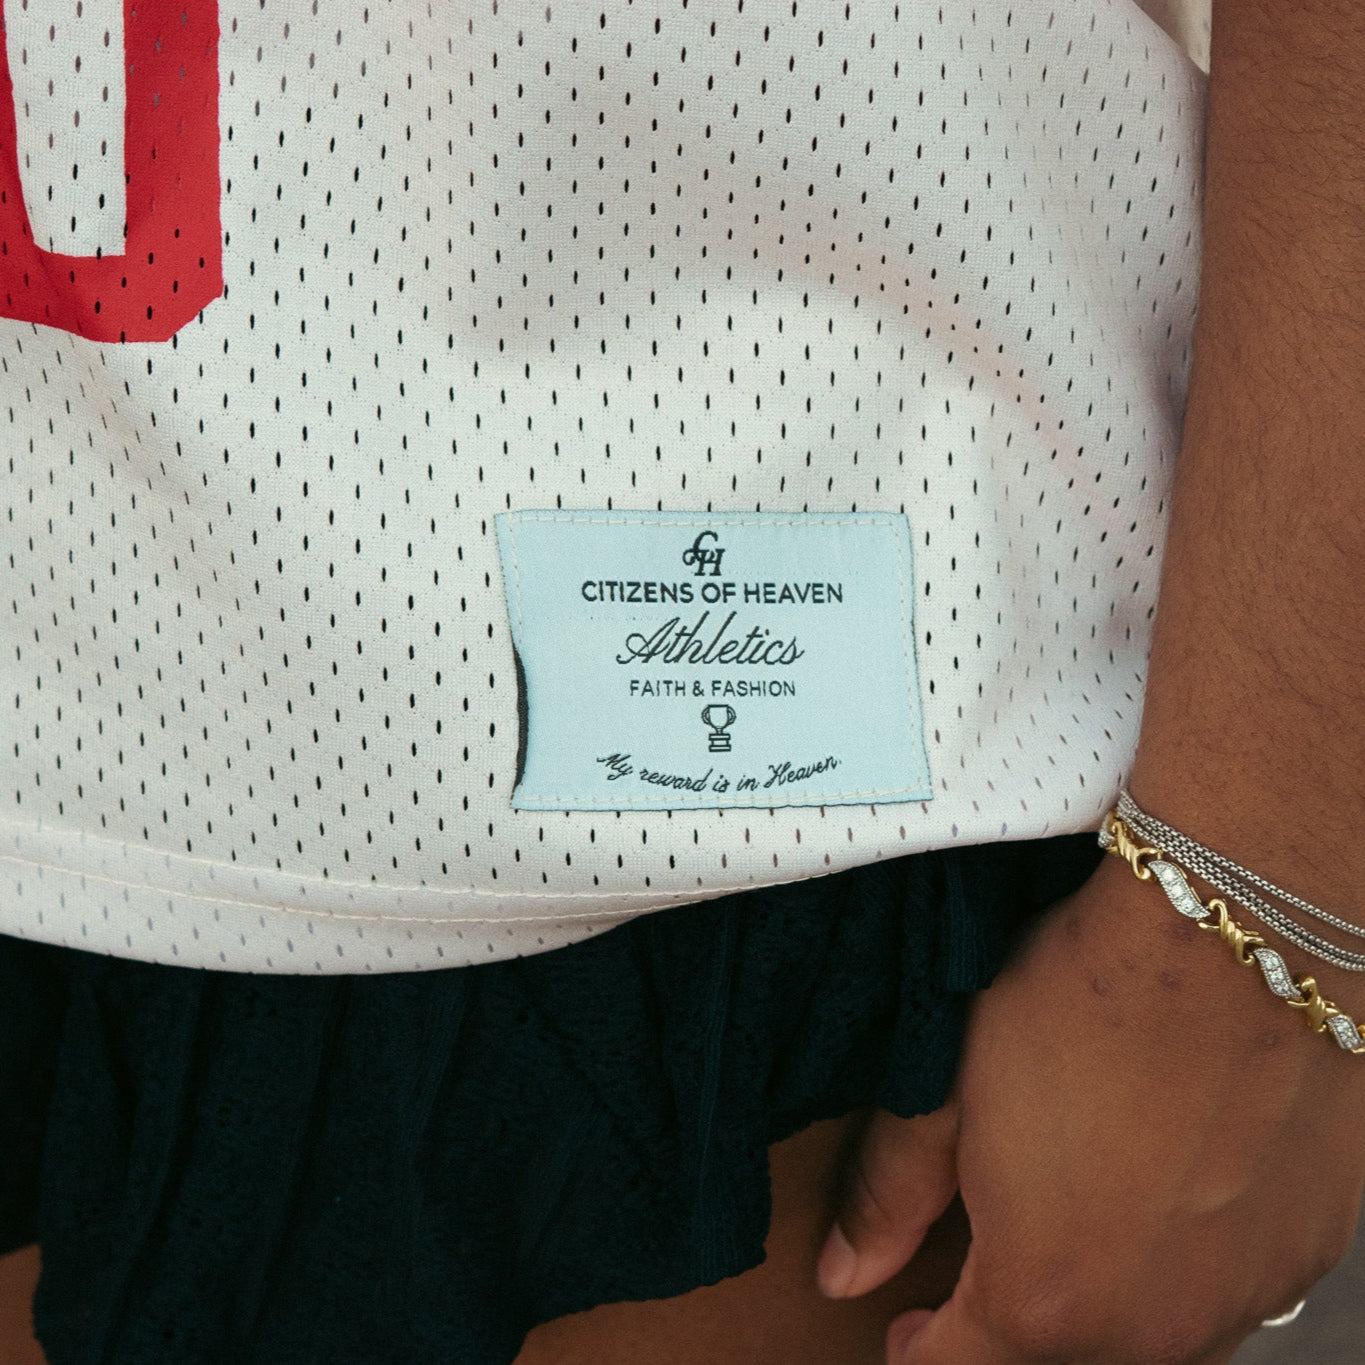 CH
CITIZENS OF HEAVEN
Athletics
FAITH & FASHION
My reward is in Heaven.